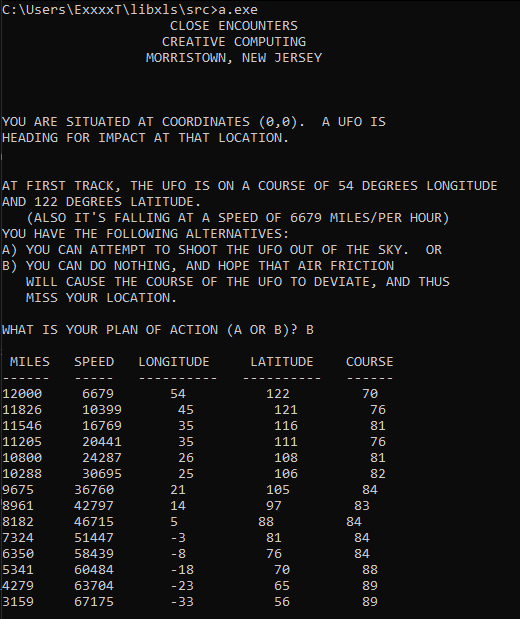 C:\Users\ExxxxT\libxls\src>a.exe
CLOSE ENCOUNTERS
CREATIVE COMPUTING
MORRISTOWN, NEW JERSEY
YOU ARE SITUATED AT COORDINATES (0,0).  A UFO IS
HEADING FOR IMPACT AT THAT LOCATION.
AT FIRST TRACK, THE UFO IS ON A COURSE OF 54 DEGREES LONGITUDE
AND 122 DEGREES LATITUDE.
(ALSO IT'S FALLING AT A SPEED OF 6679 MILES/PER HOUR)
YOU HAVE THE FOLLOWING ALTERNATIVES:
A) YOU CAN ATTEMPT TO SHOOT THE UFO OUT OF THE SKY.  OR
B) YOU CAN DO NOTHING, AND HOPE THAT AIR FRICTION
WILL CAUSE THE COURSE OF THE UFO TO DEVIATE, AND THUS
MISS YOUR LOCATION.
WHAT IS YOUR PLAN OF ACTION (A OR B)? B
MILES   SPEED   LONGITUDE     LATITUDE    COURSE
------   -----   ----------   ----------   ------
12000    6679       54          122         70
11826     10399       45          121       76
11546     16769      35          116        81
11205     20441      35          111        76
10800     24287      26          108        81
10288     30695      25          106        82
9675     36760      21          105         84
8961     42797      14          97         83
8182     46715      5          88         84
7324     51447      -3          81         84
6350     58439      -8          76         84
5341     60484      -18          70         88
4279     63704      -23          65         89
3159     67175      -33          56         89